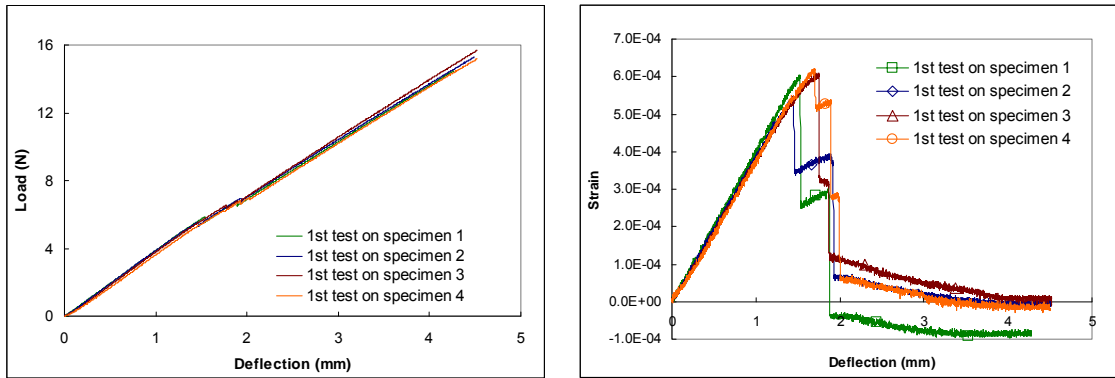 16
12
8
4
0
Load (N)
1st test on specimen 1
1st test on specimen 2
1st test on specimen 3
1st test on specimen 4
0 1 2 3 4 5
Deflection (mm)
7.0E-04
6.0E-04
5.0E-04
4.0E-04
3.0E-04
2.0E-04
1.0E-04
0.0E+00
-1.0E-04
Strain
1st test on specimen 1
1st test on specimen 2
1st test on specimen 3
1st test on specimen 4
0 1 2 3 4 5
Deflection (mm)